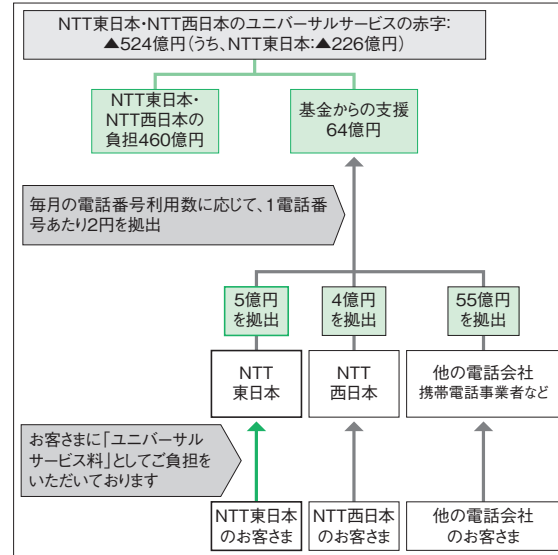 NTT東日本・NTT西日本のユニバーサルサービスの赤字：
▲524億円（うち、NTT東日本：▲226億円）
NTT東日本・
NTT西日本の
負担460億円
基金からの支援
64億円
毎月の電話番号利用数に応じて、1電話番
号あたり2円を拠出
5億円
を拠出
4億円
を拠出
55億円
を拠出
NTT
東日本
NTT
西日本
他の電話会社
携帯電話事業者など
お客さまに「ユニバーサル
サービス料」としてご負担を
いただいております
NTT東日本
のお客さま
NTT西日本
のお客さま
他の電話会社
のお客さま